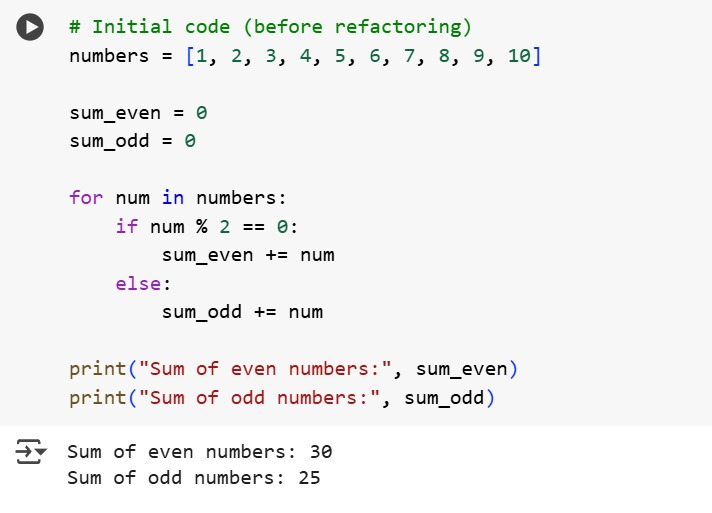 # Initial code (before refactoring)
numbers = [1, 2, 3, 4, 5, 6, 7, 8, 9, 10]
sum_even = 0
sum_odd = 0
for num in numbers:
    if num % 2 == 0:
        sum_even += num
    else:
        sum_odd += num
print("Sum of even numbers:", sum_even)
print("Sum of odd numbers:", sum_odd)
Sum of even numbers: 30
Sum of odd numbers: 25